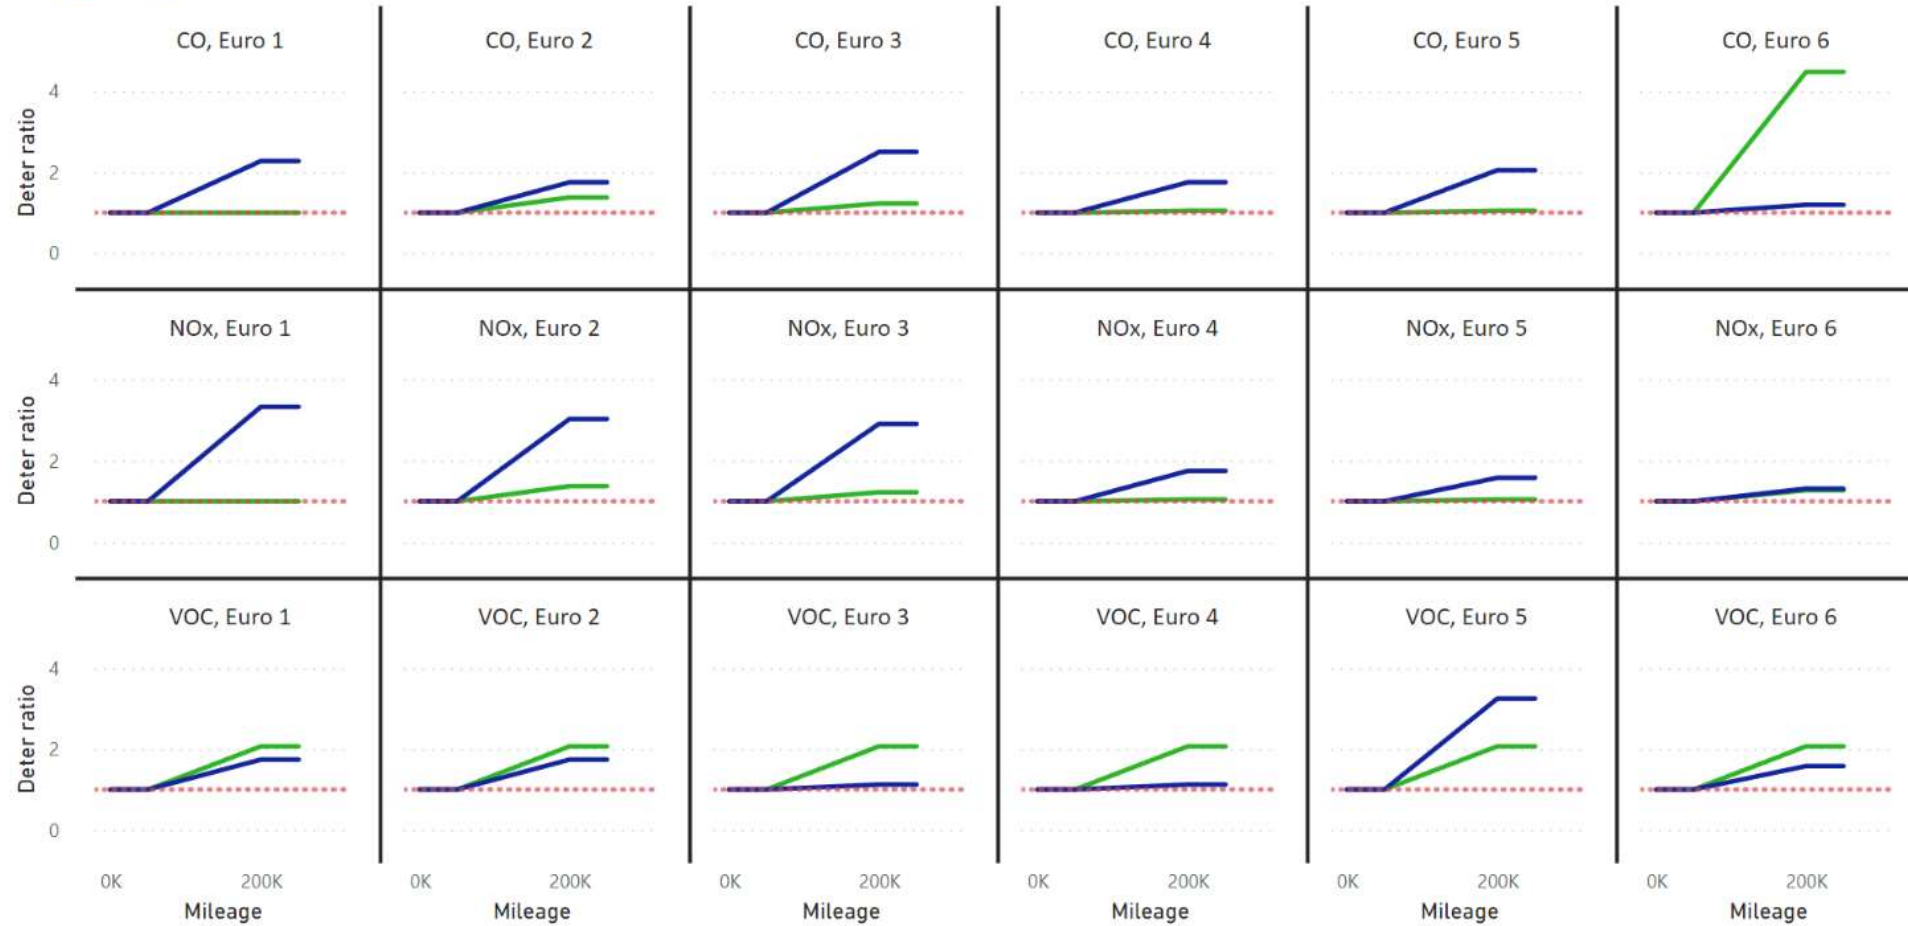 CO, Euro 1 CO, Euro 2 CO, Euro 3 CO, Euro 4 CO, Euro 5 CO, Euro 6
4
Deter ratio
2
0
NOx, Euro 1 NOx, Euro 2 NOx, Euro 3 NOx, Euro 4 NOx, Euro 5 NOx, Euro 6
4
Deter ratio
2
0
VOC, Euro 1 VOC, Euro 2 VOC, Euro 3 VOC, Euro 4 VOC, Euro 5 VOC, Euro 6
4
Deter ratio
2
0
0K 200K 0K 200K 0K 200K 0K 200K 0K 200K 0K 200K
Mileage Mileage Mileage Mileage Mileage Mileage